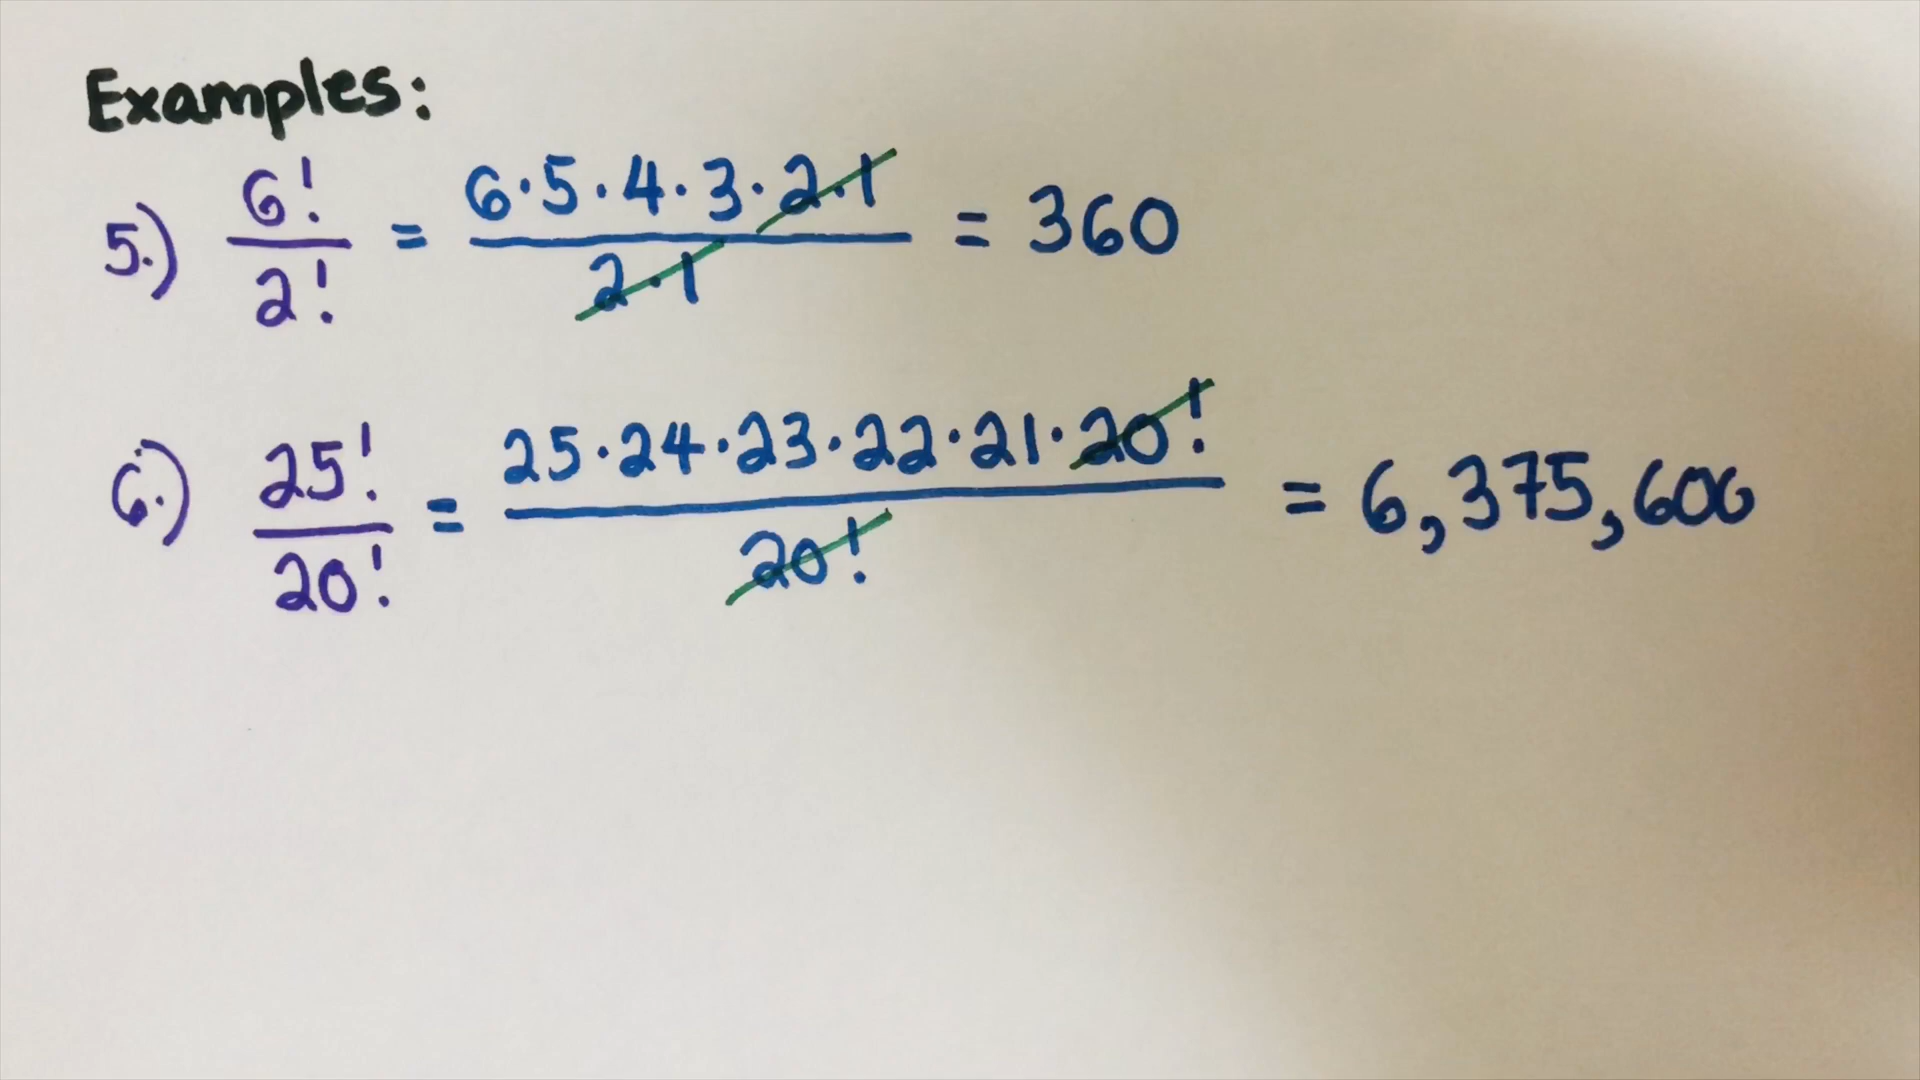 Examples:
5.) 6!/2! = 6·5·4·3·2·1/2·1 = 360
6.) 25!/20! = 25·24·23·22·21·20!/20! = 6,375,600